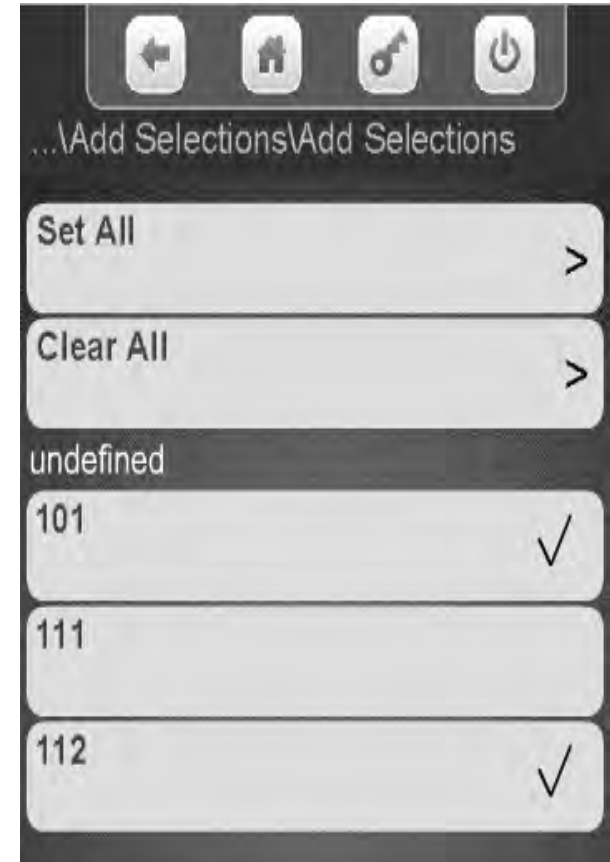 ...\Add Selections\Add Selections
Set All
>
Clear All
>
undefined
101
111
112